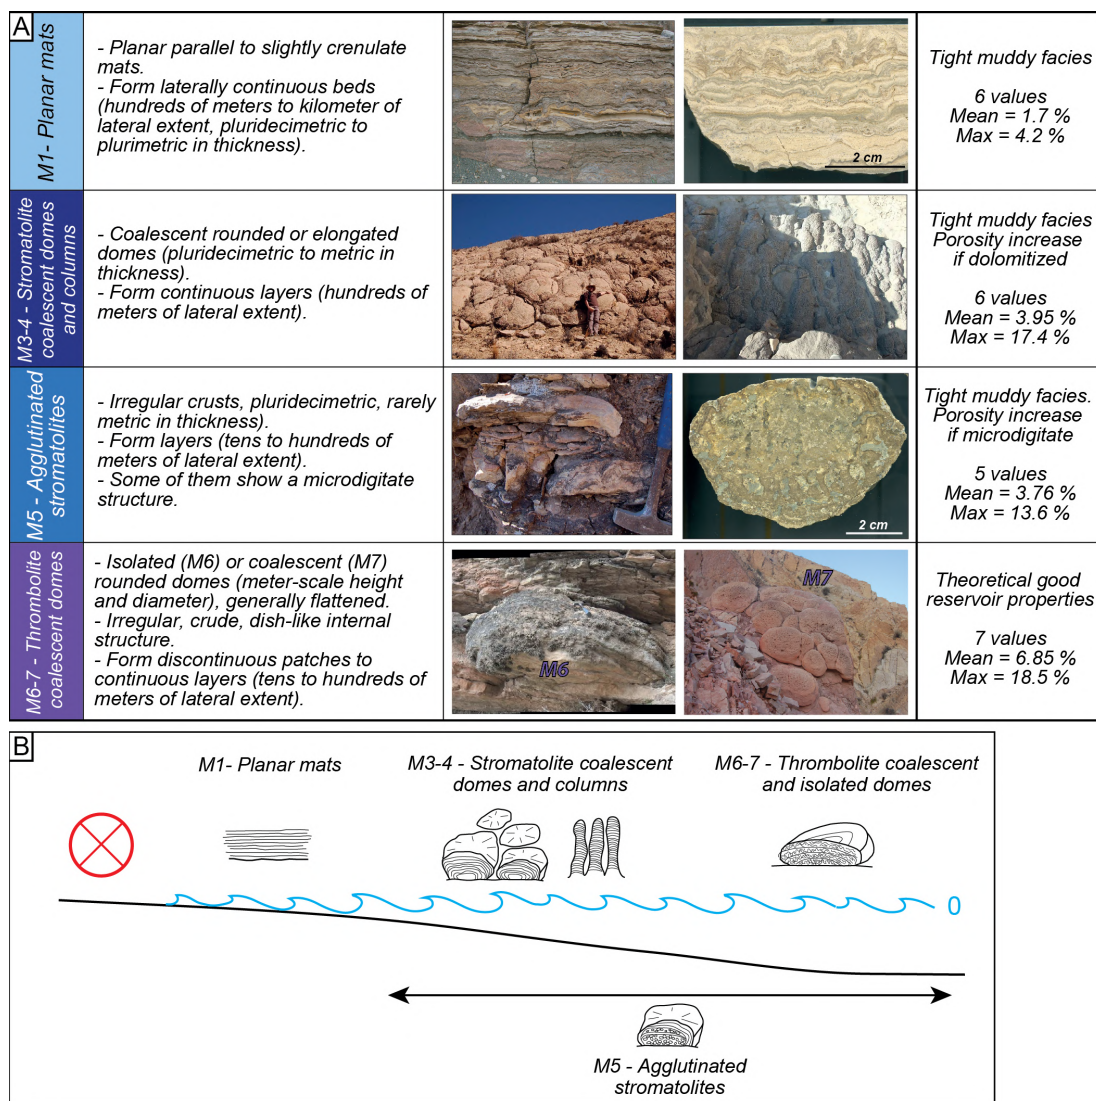 A
M1- Planar mats
- Planar parallel to slightly crenulate
mats.
- Form laterally continuous beds
(hundreds of meters to kilometer of
lateral extent, pluridecimetric to
plurimetric in thickness).
2 cm
Tight muddy facies
6 values
Mean = 1.7 %
Max = 4.2 %
M3-4 - Stromatolite
coalescent domes
and columns
- Coalescent rounded or elongated
domes (pluridecimetric to metric in
thickness).
- Form continuous layers (hundreds of
meters of lateral extent).
Tight muddy facies
Porosity increase
if dolomitized
6 values
Mean = 3.95 %
Max = 17.4 %
M5 - Agglutinated
stromatolites
- Irregular crusts, pluridecimetric, rarely
metric in thickness).
- Form layers (tens to hundreds of
meters of lateral extent).
- Some of them show a microdigitate
structure.
2 cm
Tight muddy facies.
Porosity increase
if microdigitate
5 values
Mean = 3.76 %
Max = 13.6 %
M6-7 - Thrombolite
coalescent domes
- Isolated (M6) or coalescent (M7)
rounded domes (meter-scale height
and diameter), generally flattened.
- Irregular, crude, dish-like internal
structure.
- Form discontinuous patches to
continuous layers (tens to hundreds of
meters of lateral extent).
M6
M7
Theoretical good
reservoir properties
7 values
Mean = 6.85 %
Max = 18.5 %
B
M1- Planar mats
M3-4 - Stromatolite coalescent
domes and columns
M6-7 - Thrombolite coalescent
and isolated domes
0
M5 - Agglutinated
stromatolites